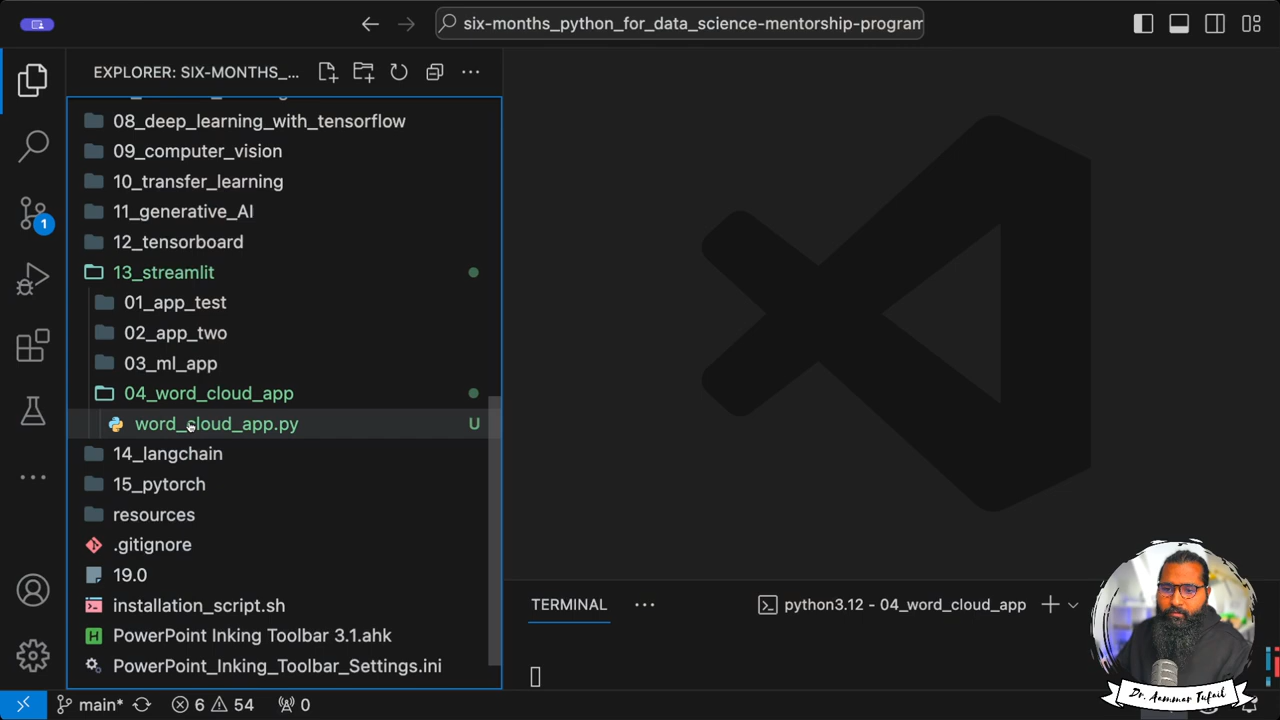 six-months_python_for_data_science-mentorship-program
EXPLORER: SIX-MONTHS_...
08_deep_learning_with_tensorflow
09_computer_vision
10_transfer_learning
11_generative_AI
12_tensorboard
13_streamlit
01_app_test
02_app_two
03_ml_app
04_word_cloud_app
word_cloud_app.py U
14_langchain
15_pytorch
resources
.gitignore
19.0
installation_script.sh
PowerPoint Inking Toolbar 3.1.ahk
PowerPoint_Inking_Toolbar_Settings.ini
1
TERMINAL
python3.12 - 04_word_cloud_app
main*
6
54
0
Dr. Aammar Tufail